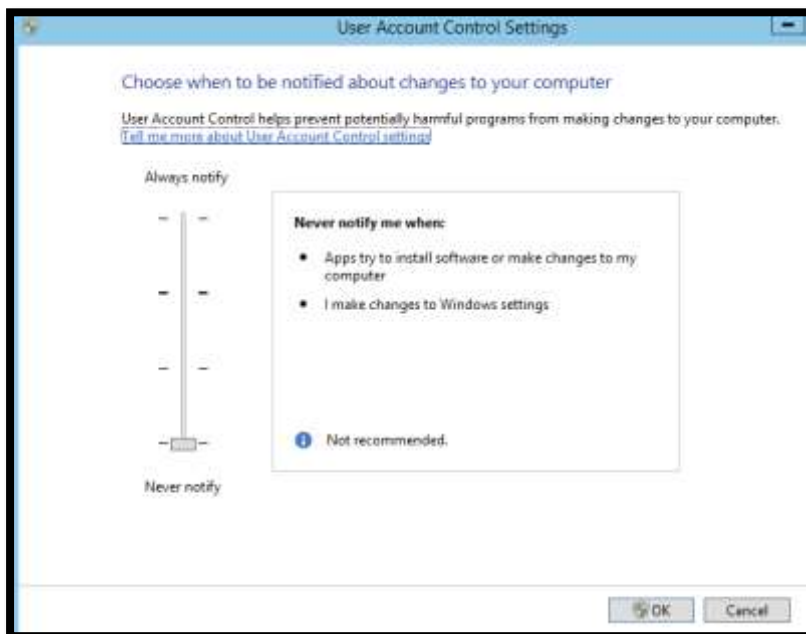 User Account Control Settings
Choose when to be notified about changes to your computer
User Account Control helps prevent potentially harmful programs from making changes to your computer.
Tell me more about User Account Control settings
Always notify
Never notify me when:
• Apps try to install software or make changes to my
computer
• I make changes to Windows settings
Not recommended.
Never notify
OK Cancel